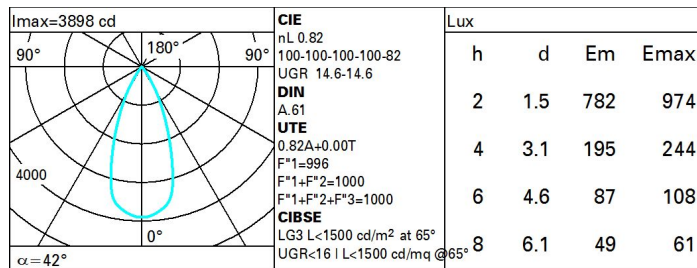 Imax=3898 cd
90° 180° 90°
4000
0°
α=42°
CIE
nL 0.82
100-100-100-100-82
UGR 14.6-14.6
DIN
A.61
UTE
0.82A+0.00T
F"1=996
F"1+F"2=1000
F"1+F"2+F"3=1000
CIBSE
LG3 L<1500 cd/m² at 65°
UGR<16 | L<1500 cd/mq @65°
Lux
h d Em Emax
2 1.5 782 974
4 3.1 195 244
6 4.6 87 108
8 6.1 49 61